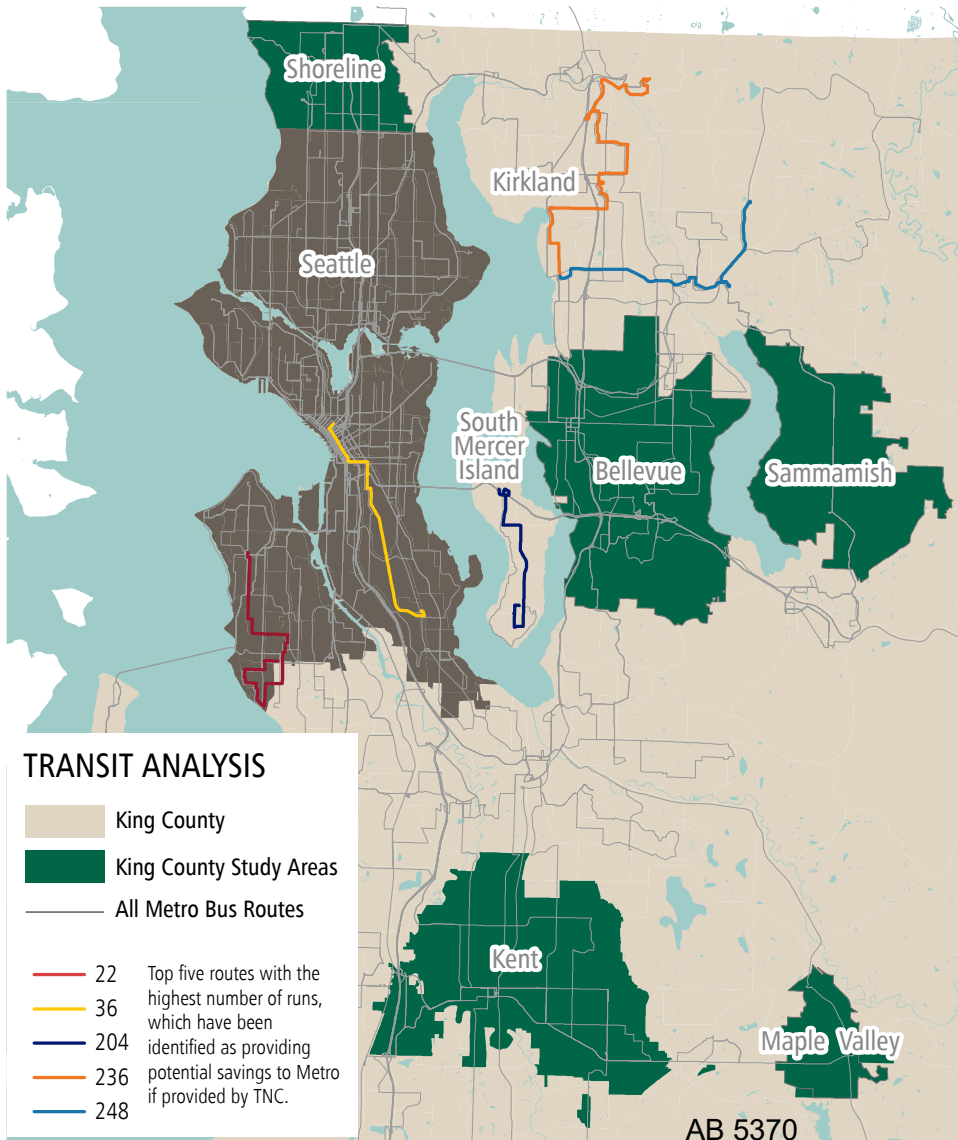 Shoreline
Kirkland
Seattle
South
Mercer
Island
Bellevue
Sammamish
TRANSIT ANALYSIS
King County
King County Study Areas
All Metro Bus Routes
22
36
204
236
248
Top five routes with the
highest number of runs,
which have been
identified as providing
potential savings to Metro
if provided by TNC.
Kent
Maple Valley
AB 5370